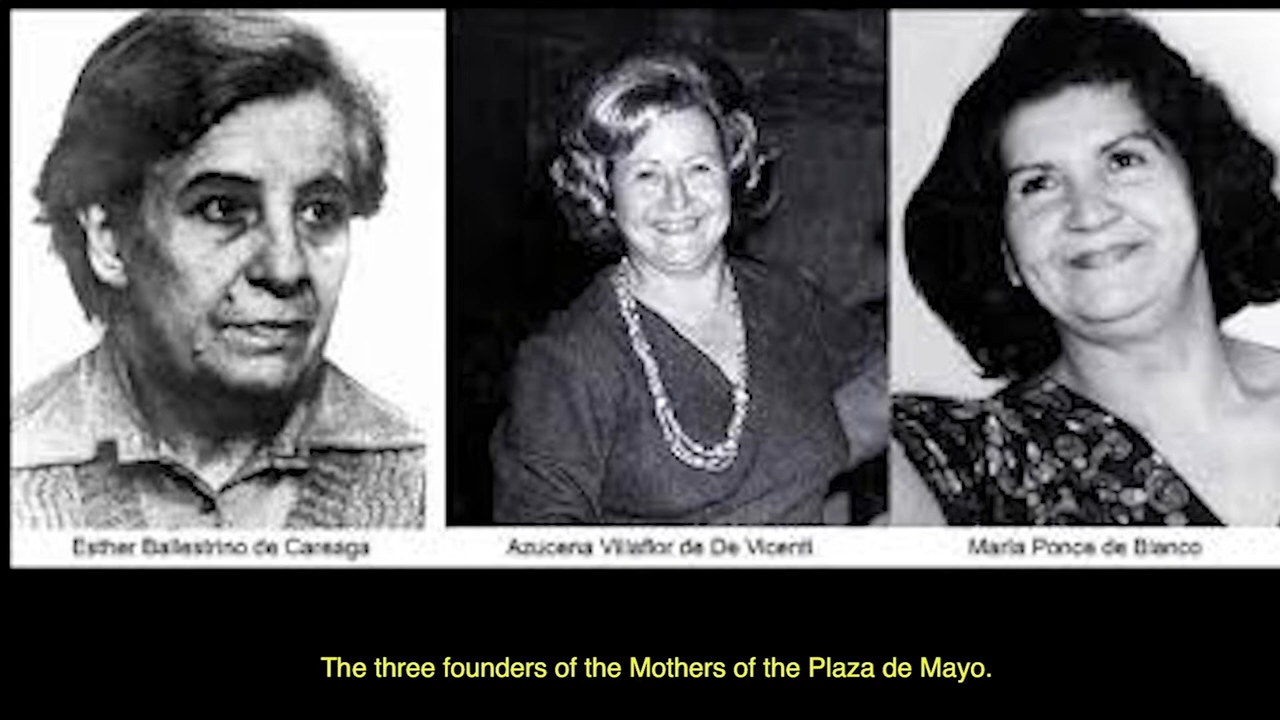 Esther Ballestrino de Careaga
Azucena Villaflor de De Vicenti
María Ponce de Bianco
The three founders of the Mothers of the Plaza de Mayo.